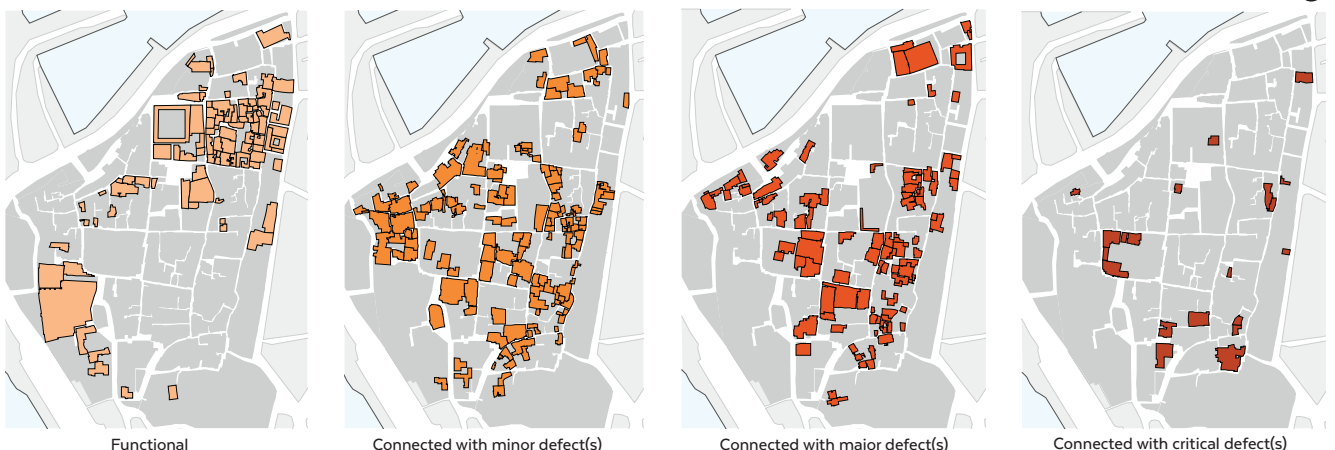 Functional
Connected with minor defect(s)
Connected with major defect(s)
Connected with critical defect(s)